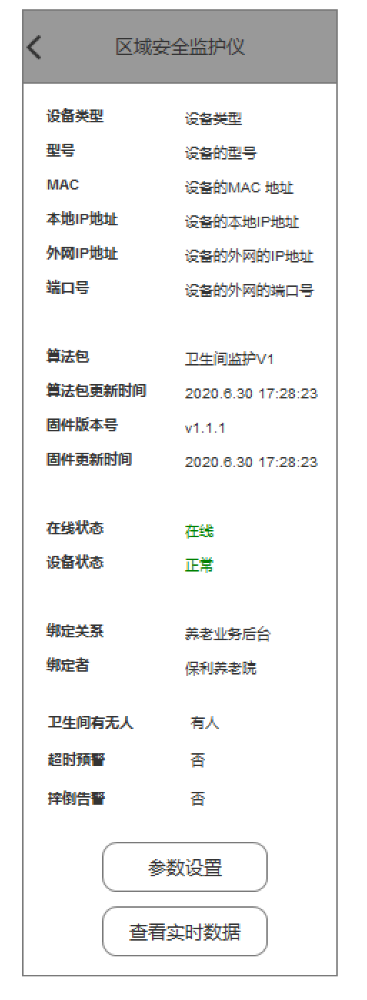 区域安全监护仪
设备类型 设备类型
型号 设备的型号
MAC 设备的MAC 地址
本地IP地址 设备的本地IP地址
外网IP地址 设备的外网的IP地址
端口号 设备的外网的端口号
算法包 卫生间监护V1
算法包更新时间 2020.6.30 17:28:23
固件版本号 v1.1.1
固件更新时间 2020.6.30 17:28:23
在线状态 在线
设备状态 正常
绑定关系 养老业务后台
绑定者 保利养老院
卫生间有无人 有人
超时预警 否
摔倒告警 否
参数设置
查看实时数据